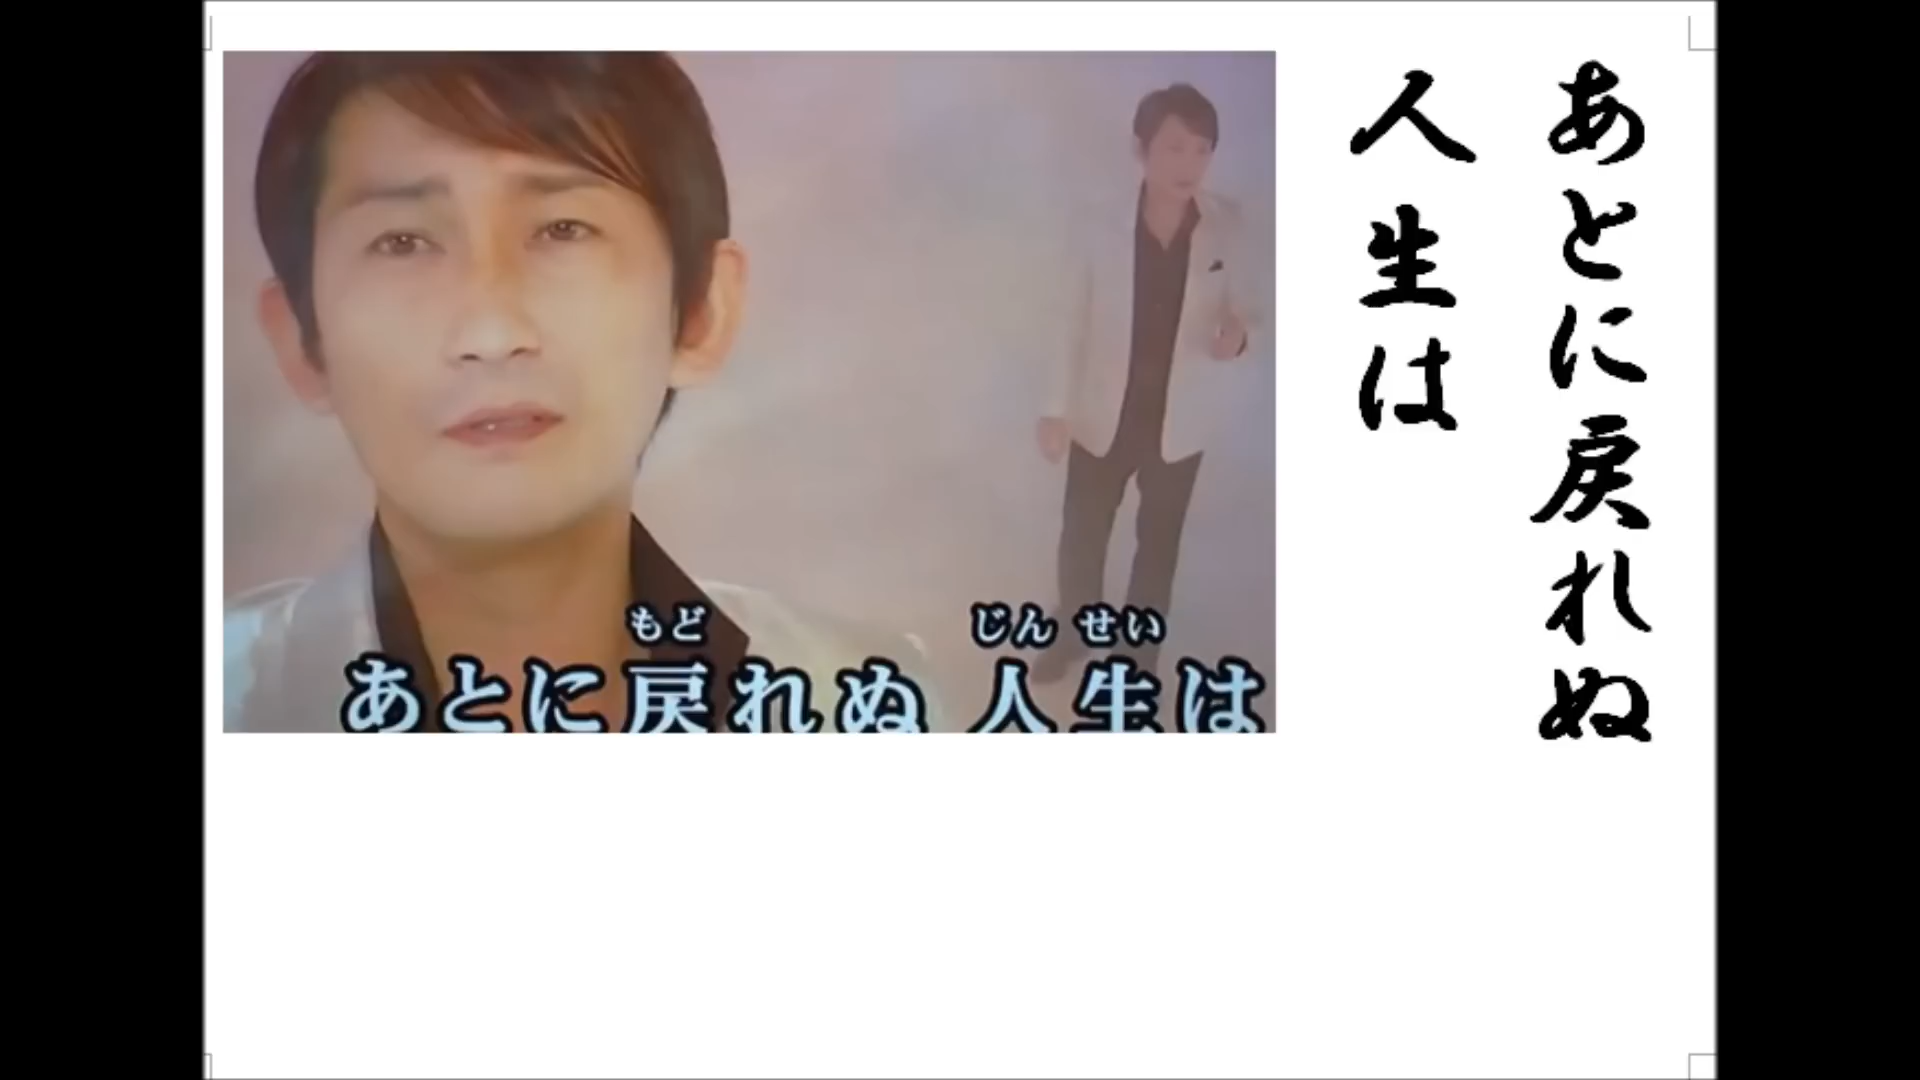 あとに戻れぬ
人生は
もど じんせい
あとに戻れぬ 人生は